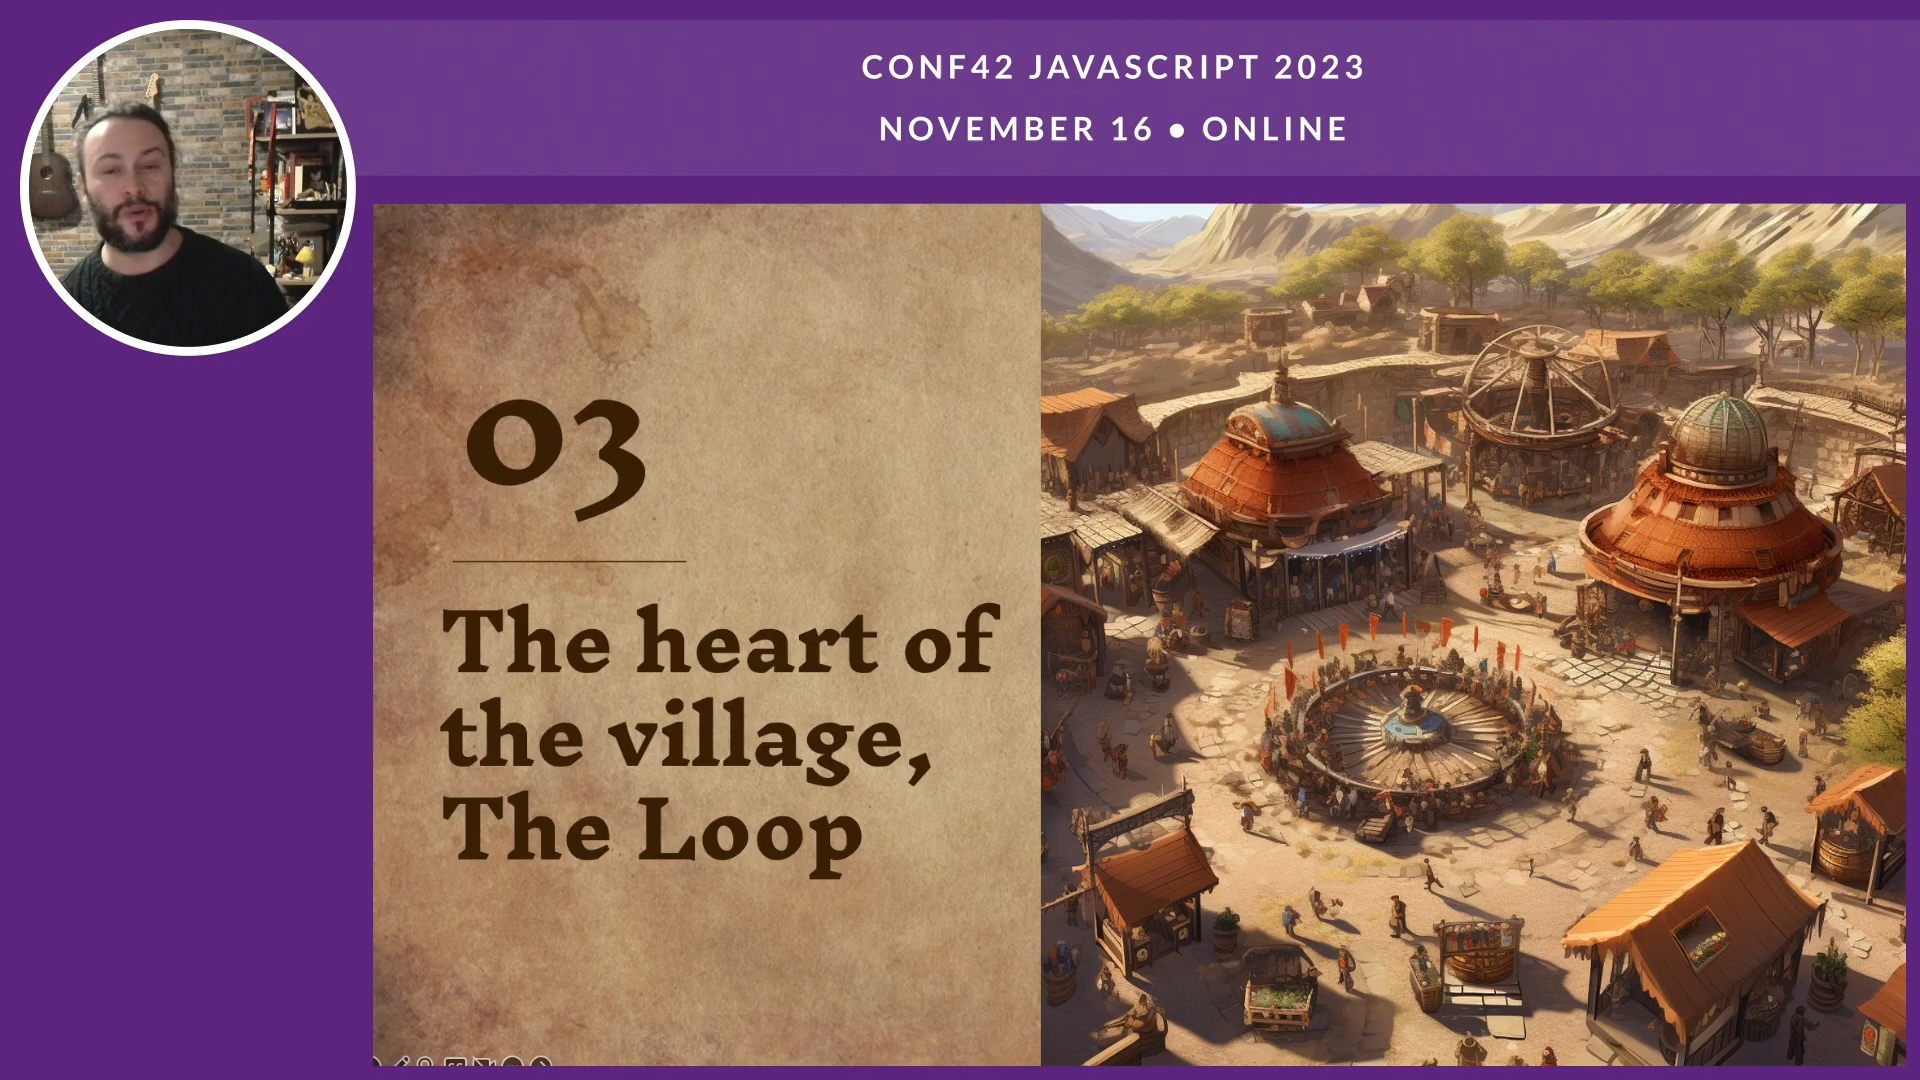 CONF42 JAVASCRIPT 2023
NOVEMBER 16 • ONLINE
03
The heart of
the village,
The Loop